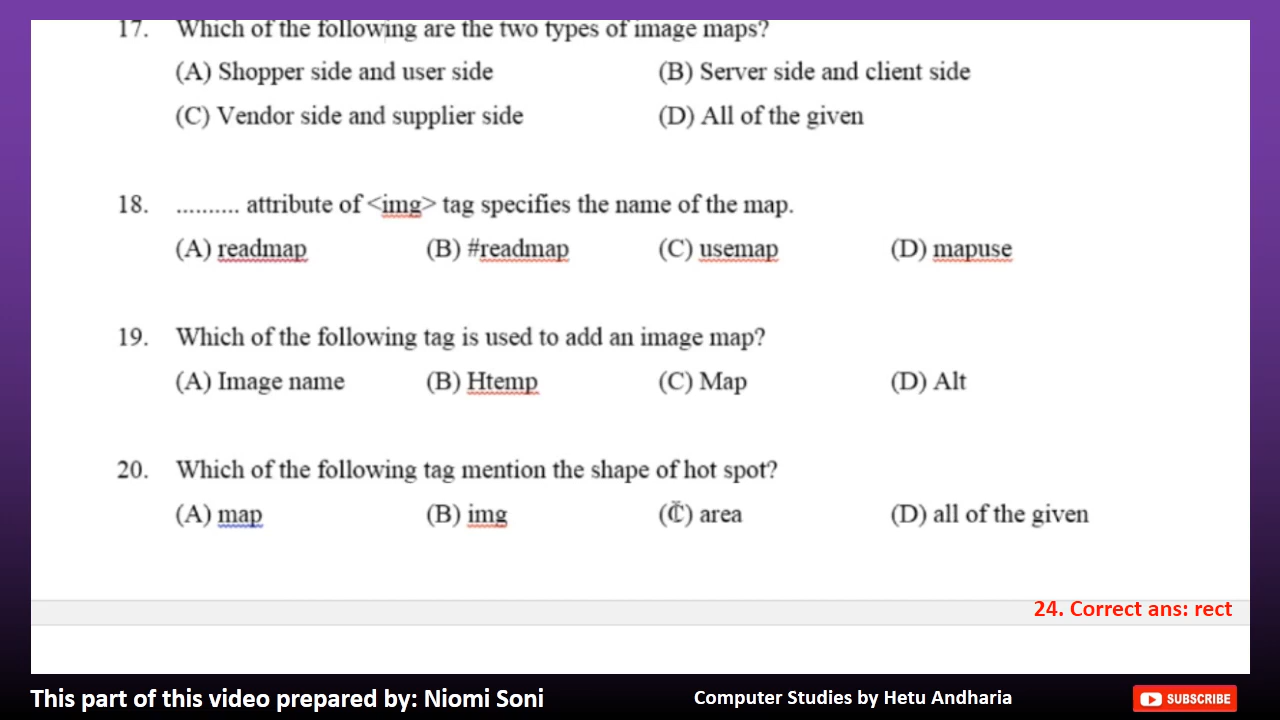 17. Which of the following are the two types of image maps?
(A) Shopper side and user side (B) Server side and client side
(C) Vendor side and supplier side (D) All of the given
18. .......... attribute of <img> tag specifies the name of the map.
(A) readmap (B) #readmap (C) usemap (D) mapuse
19. Which of the following tag is used to add an image map?
(A) Image name (B) Htemp (C) Map (D) Alt
20. Which of the following tag mention the shape of hot spot?
(A) map (B) img (C) area (D) all of the given
24. Correct ans: rect
This part of this video prepared by: Niomi Soni Computer Studies by Hetu Andharia SUBSCRIBE